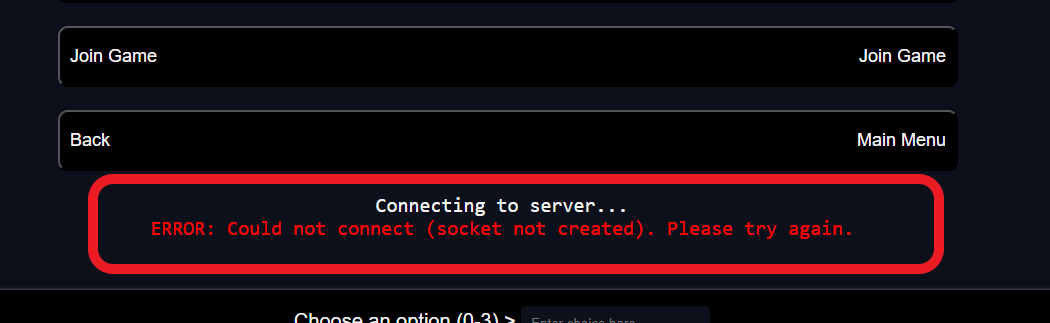 Join Game Join Game
Back Main Menu
Connecting to server...
ERROR: Could not connect (socket not created). Please try again.
Choose an option (0-3) > Enter choice here